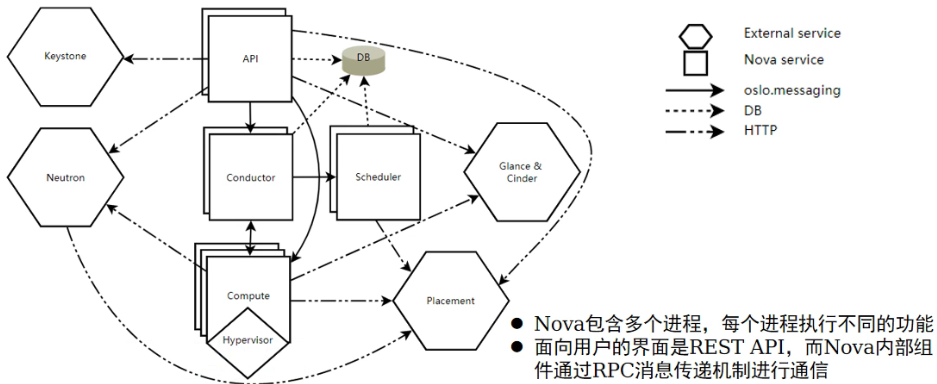 Keystone
API
DB
External service
Nova service
oslo.messaging
DB
HTTP
Neutron
Conductor
Scheduler
Glance &
Cinder
Compute
Hypervisor
Placement
● Nova包含多个进程，每个进程执行不同的功能
● 面向用户的界面是REST API，而Nova内部组
件通过RPC消息传递机制进行通信